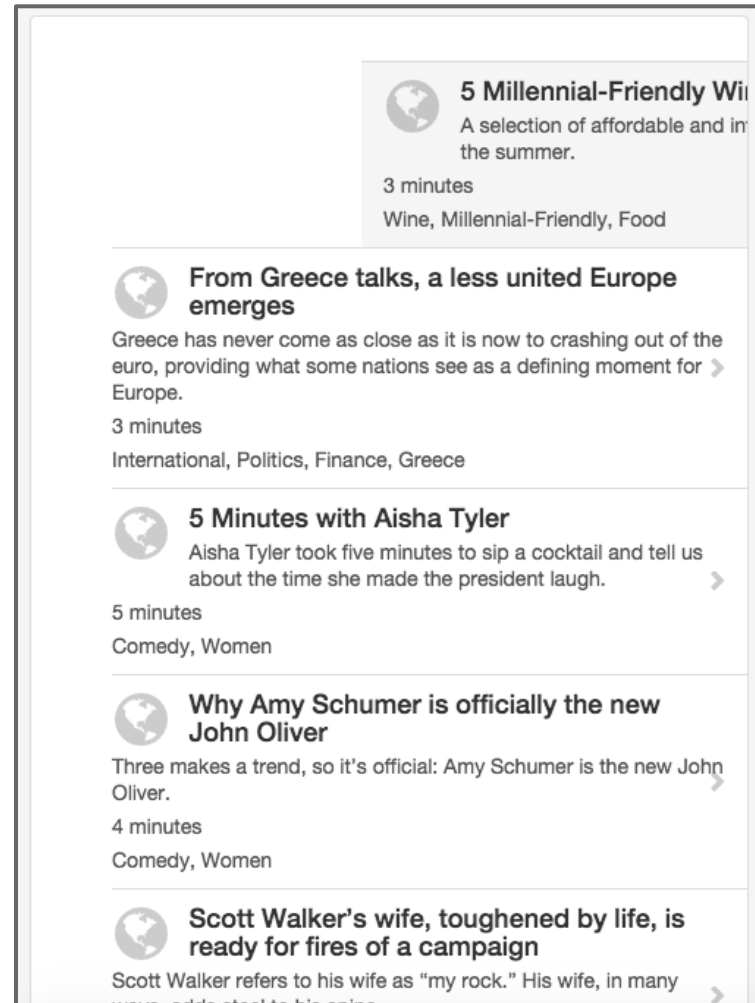 5 Millennial-Friendly
A selection of affordable and
the summer.
3 minutes
Wine, Millennial-Friendly, Food
From Greece talks, a less united Europe
emerges
Greece has never come as close as it is now to crashing out of the
euro, providing what some nations see as a defining moment for
Europe.
3 minutes
International, Politics, Finance, Greece
5 Minutes with Aisha Tyler
Aisha Tyler took five minutes to sip a cocktail and tell us
about the time she made the president laugh.
5 minutes
Comedy, Women
Why Amy Schumer is officially the new
John Oliver
Three makes a trend, so it’s official: Amy Schumer is the new John
Oliver.
4 minutes
Comedy, Women
Scott Walker’s wife, toughened by life, is
ready for fires of a campaign
Scott Walker refers to his wife as “my rock.” His wife, in many